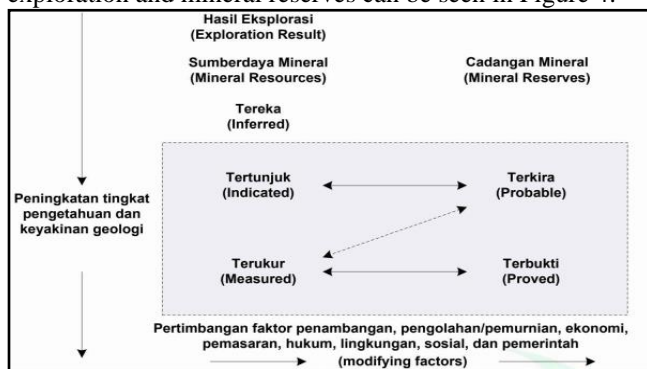 exploration and mineral reserves can be seen in Figure 4.
Hasil Eksplorasi
(Exploration Result)
Sumberdaya Mineral
(Mineral Resources)
Cadangan Mineral
(Mineral Reserves)
Tereka
(Inferred)
Peningkatan tingkat
pengetahuan dan
keyakinan geologi
Tertunjuk
(Indicated)
Terkira
(Probable)
Terukur
(Measured)
Terbukti
(Proved)
Pertimbangan faktor penambangan, pengolahan/pemurnian, ekonomi,
pemasaran, hukum, lingkungan, sosial, dan pemerintah
(modifying factors)